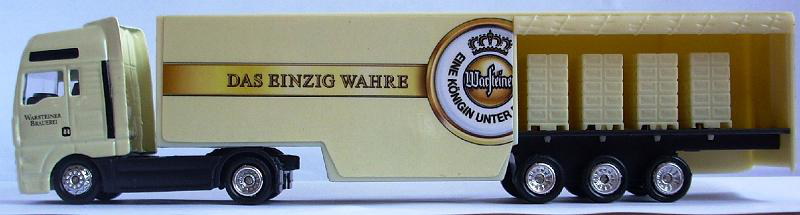 WARSTEINER
BRAUEREI
DAS EINZIG WAHRE
EINE KÖNIGIN UNTER
Warsteiner